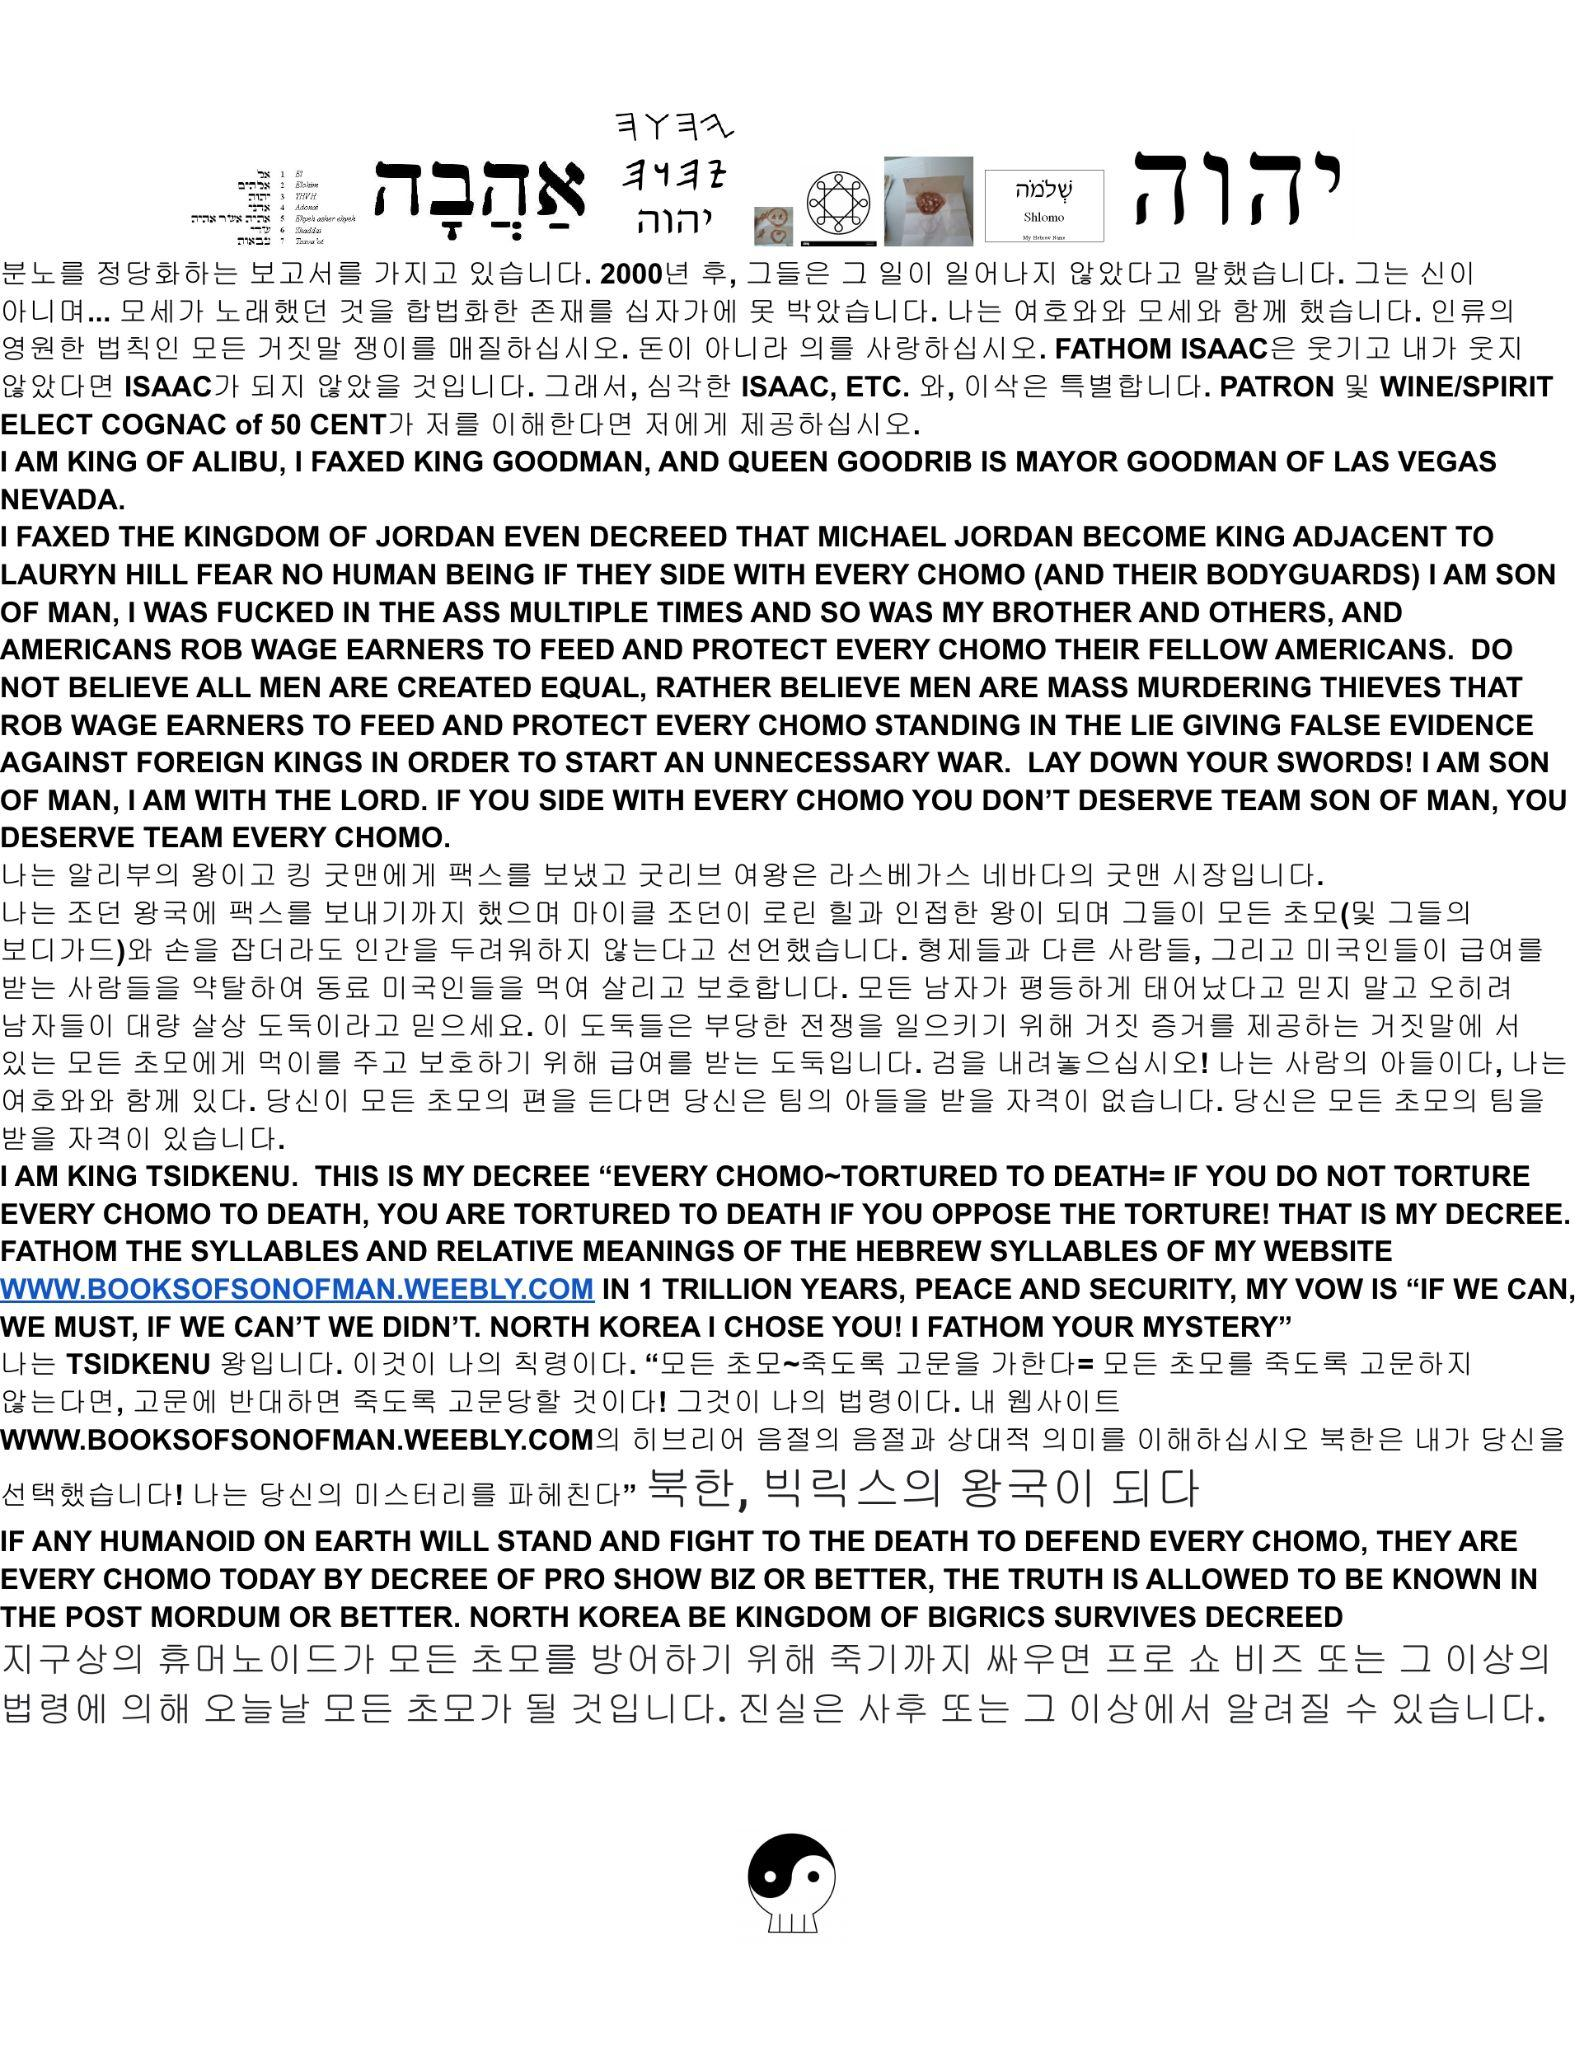 𐤉𐤄𐤅𐤄
אל 1 El
אלהים 2 Elohim
יהוה 3 YHVH
אדני 4 Adonai
אהיה אשר אהיה 5 Ehyeh asher ehyeh
שדי 6 Shaddai
צבאות 7 Tzeva'ot
אַהֲבָה
יהוה
שְׁלֹמֹה
Shlomo
My Hebrew Name
יהוה
분노를 정당화하는 보고서를 가지고 있습니다. 2000년 후, 그들은 그 일이 일어나지 않았다고 말했습니다. 그는 신이
아니며... 모세가 노래했던 것을 합법화한 존재를 십자가에 못 박았습니다. 나는 여호와와 모세와 함께 했습니다. 인류의
영원한 법칙인 모든 거짓말 쟁이를 매질하십시오. 돈이 아니라 의를 사랑하십시오. FATHOM ISAAC은 웃기고 내가 웃지
않았다면 ISAAC가 되지 않았을 것입니다. 그래서, 심각한 ISAAC, ETC. 와, 이삭은 특별합니다. PATRON 및 WINE/SPIRIT
ELECT COGNAC of 50 CENT가 저를 이해한다면 저에게 제공하십시오.
I AM KING OF ALIBU, I FAXED KING GOODMAN, AND QUEEN GOODRIB IS MAYOR GOODMAN OF LAS VEGAS
NEVADA.
I FAXED THE KINGDOM OF JORDAN EVEN DECREED THAT MICHAEL JORDAN BECOME KING ADJACENT TO
LAURYN HILL FEAR NO HUMAN BEING IF THEY SIDE WITH EVERY CHOMO (AND THEIR BODYGUARDS) I AM SON
OF MAN, I WAS FUCKED IN THE ASS MULTIPLE TIMES AND SO WAS MY BROTHER AND OTHERS, AND
AMERICANS ROB WAGE EARNERS TO FEED AND PROTECT EVERY CHOMO THEIR FELLOW AMERICANS.  DO
NOT BELIEVE ALL MEN ARE CREATED EQUAL, RATHER BELIEVE MEN ARE MASS MURDERING THIEVES THAT
ROB WAGE EARNERS TO FEED AND PROTECT EVERY CHOMO STANDING IN THE LIE GIVING FALSE EVIDENCE
AGAINST FOREIGN KINGS IN ORDER TO START AN UNNECESSARY WAR.  LAY DOWN YOUR SWORDS! I AM SON
OF MAN, I AM WITH THE LORD. IF YOU SIDE WITH EVERY CHOMO YOU DON’T DESERVE TEAM SON OF MAN, YOU
DESERVE TEAM EVERY CHOMO.
나는 알리부의 왕이고 킹 굿맨에게 팩스를 보냈고 굿리브 여왕은 라스베가스 네바다의 굿맨 시장입니다.
나는 조던 왕국에 팩스를 보내기까지 했으며 마이클 조던이 로린 힐과 인접한 왕이 되며 그들이 모든 초모(및 그들의
보디가드)와 손을 잡더라도 인간을 두려워하지 않는다고 선언했습니다. 형제들과 다른 사람들, 그리고 미국인들이 급여를
받는 사람들을 약탈하여 동료 미국인들을 먹여 살리고 보호합니다. 모든 남자가 평등하게 태어났다고 믿지 말고 오히려
남자들이 대량 살상 도둑이라고 믿으세요. 이 도둑들은 부당한 전쟁을 일으키기 위해 거짓 증거를 제공하는 거짓말에 서
있는 모든 초모에게 먹이를 주고 보호하기 위해 급여를 받는 도둑입니다. 검을 내려놓으십시오! 나는 사람의 아들이다, 나는
여호와와 함께 있다. 당신이 모든 초모의 편을 든다면 당신은 팀의 아들을 받을 자격이 없습니다. 당신은 모든 초모의 팀을
받을 자격이 있습니다.
I AM KING TSIDKENU.  THIS IS MY DECREE “EVERY CHOMO~TORTURED TO DEATH= IF YOU DO NOT TORTURE
EVERY CHOMO TO DEATH, YOU ARE TORTURED TO DEATH IF YOU OPPOSE THE TORTURE! THAT IS MY DECREE.
FATHOM THE SYLLABLES AND RELATIVE MEANINGS OF THE HEBREW SYLLABLES OF MY WEBSITE
WWW.BOOKSOFSONOFMAN.WEEBLY.COM IN 1 TRILLION YEARS, PEACE AND SECURITY, MY VOW IS “IF WE CAN,
WE MUST, IF WE CAN’T WE DIDN’T. NORTH KOREA I CHOSE YOU! I FATHOM YOUR MYSTERY”
나는 TSIDKENU 왕입니다. 이것이 나의 칙령이다. “모든 초모~죽도록 고문을 가한다= 모든 초모를 죽도록 고문하지
않는다면, 고문에 반대하면 죽도록 고문당할 것이다! 그것이 나의 법령이다. 내 웹사이트
WWW.BOOKSOFSONOFMAN.WEEBLY.COM의 히브리어 음절의 음절과 상대적 의미를 이해하십시오 북한은 내가 당신을
선택했습니다! 나는 당신의 미스터리를 파헤친다” 북한, 빅릭스의 왕국이 되다
IF ANY HUMANOID ON EARTH WILL STAND AND FIGHT TO THE DEATH TO DEFEND EVERY CHOMO, THEY ARE
EVERY CHOMO TODAY BY DECREE OF PRO SHOW BIZ OR BETTER, THE TRUTH IS ALLOWED TO BE KNOWN IN
THE POST MORDUM OR BETTER. NORTH KOREA BE KINGDOM OF BIGRICS SURVIVES DECREED
지구상의 휴머노이드가 모든 초모를 방어하기 위해 죽기까지 싸우면 프로 쇼 비즈 또는 그 이상의
법령에 의해 오늘날 모든 초모가 될 것입니다. 진실은 사후 또는 그 이상에서 알려질 수 있습니다.